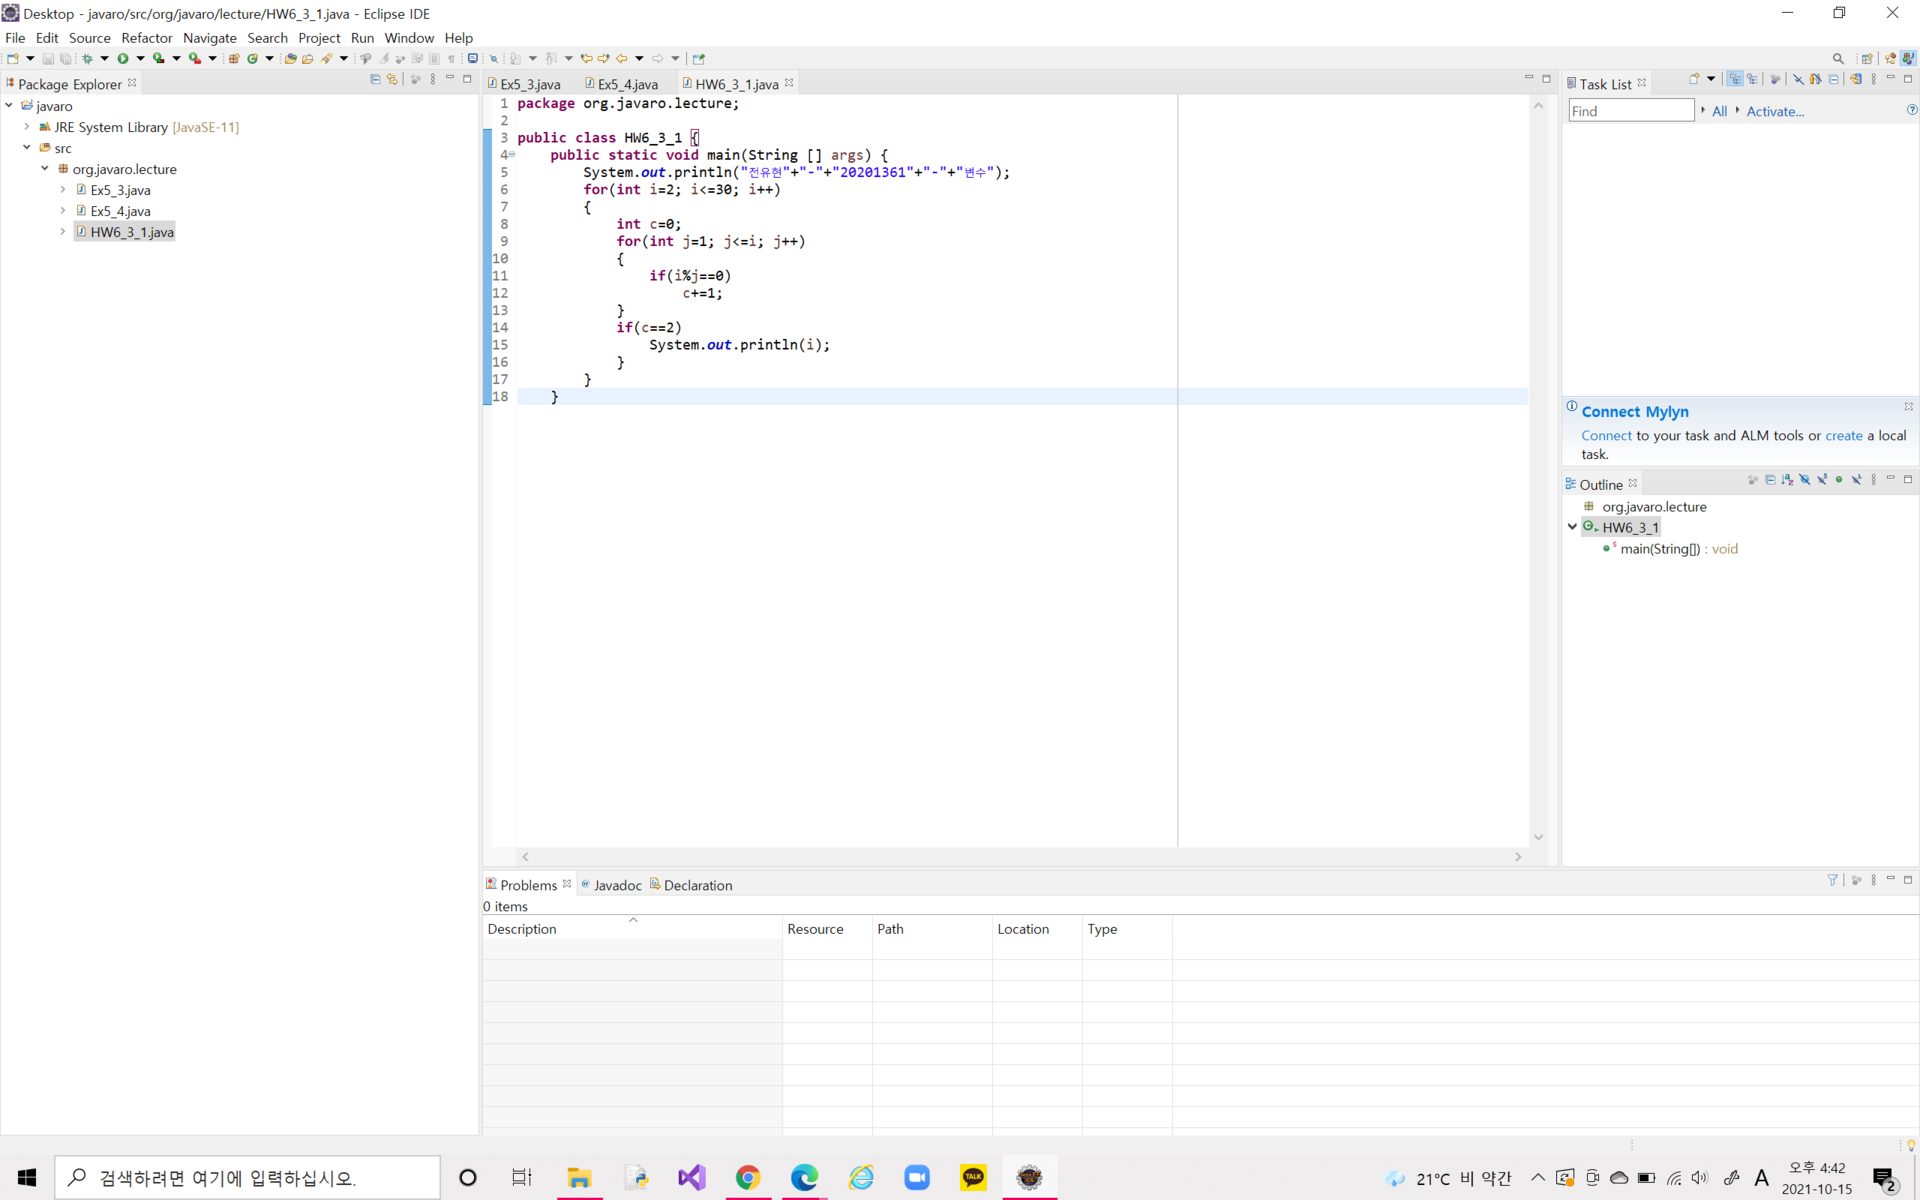 Desktop - javaro/src/org/javaro/lecture/HW6_3_1.java - Eclipse IDE
File Edit Source Refactor Navigate Search Project Run Window Help
Package Explorer
javaro
JRE System Library [JavaSE-11]
src
org.javaro.lecture
Ex5_3.java
Ex5_4.java
HW6_3_1.java
Ex5_3.java Ex5_4.java HW6_3_1.java
1 package org.javaro.lecture;
2
3 public class HW6_3_1 {
4 public static void main(String [] args) {
5 System.out.println("전유현"+"-"+"20201361"+"-"+"변수");
6 for(int i=2; i<=30; i++)
7 {
8 int c=0;
9 for(int j=1; j<=i; j++)
10 {
11 if(i%j==0)
12 c+=1;
13 }
14 if(c==2)
15 System.out.println(i);
16 }
17 }
18 }
Task List
Find All Activate...
Connect Mylyn
Connect to your task and ALM tools or create a local
task.
Outline
org.javaro.lecture
HW6_3_1
main(String[]) : void
Problems Javadoc Declaration
0 items
Description Resource Path Location Type
검색하려면 여기에 입력하십시오.
TALK
21°C 비 약간
A
오후 4:42
2021-10-15
2